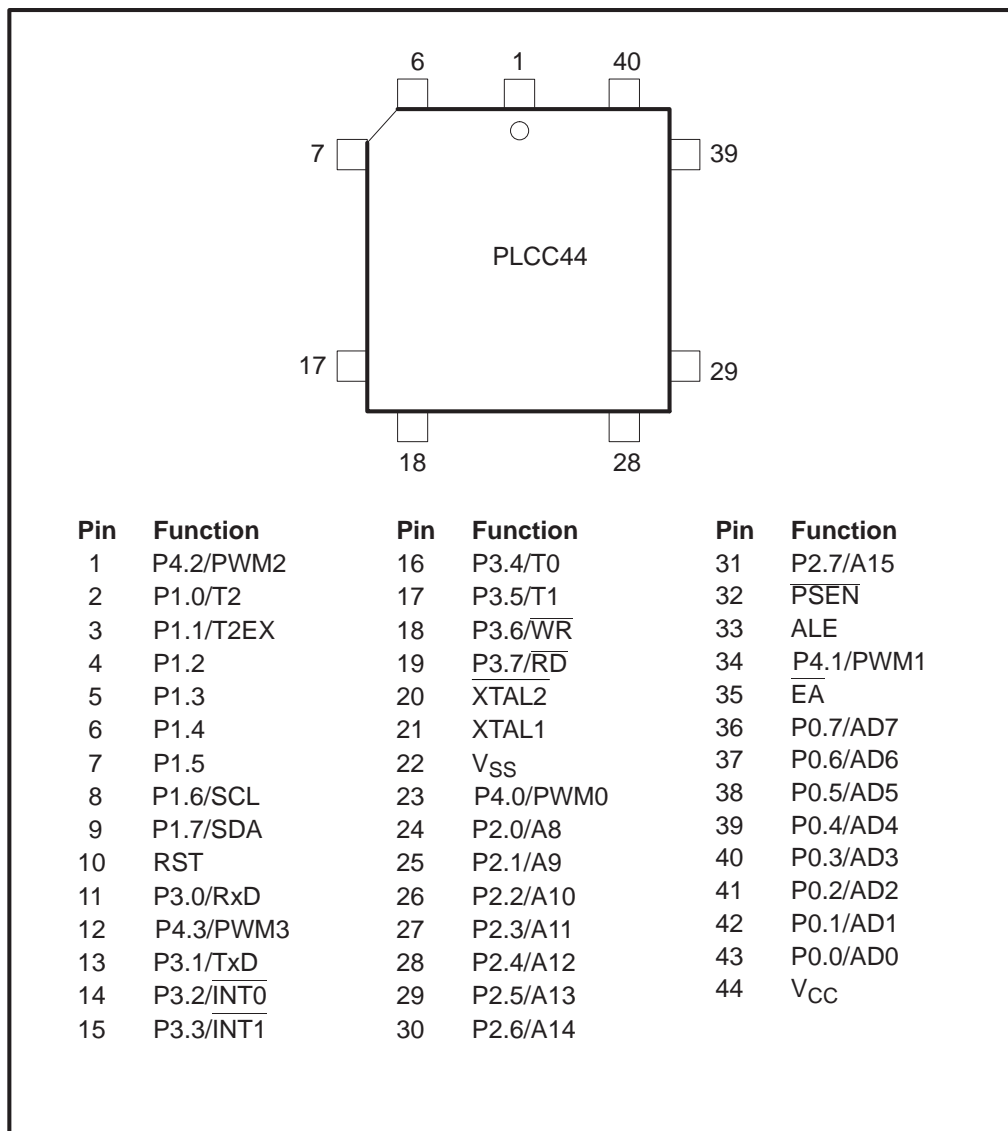 6 1 40
7 39
PLCC44
17 29
18 28
Pin Function Pin Function Pin Function
1 P4.2/PWM2 16 P3.4/T0 31 P2.7/A15
2 P1.0/T2 17 P3.5/T1 32 P̅S̅E̅N̅
3 P1.1/T2EX 18 P3.6/W̅R̅ 33 ALE
4 P1.2 19 P3.7/R̅D̅ 34 P4.1/PWM1
5 P1.3 20 X̅T̅A̅L̅2̅ 35 E̅A̅
6 P1.4 21 XTAL1 36 P0.7/AD7
7 P1.5 22 VSS 37 P0.6/AD6
8 P1.6/SCL 23 P4.0/PWM0 38 P0.5/AD5
9 P1.7/SDA 24 P2.0/A8 39 P0.4/AD4
10 RST 25 P2.1/A9 40 P0.3/AD3
11 P3.0/RxD 26 P2.2/A10 41 P0.2/AD2
12 P4.3/PWM3 27 P2.3/A11 42 P0.1/AD1
13 P3.1/TxD 28 P2.4/A12 43 P0.0/AD0
14 P3.2/I̅N̅T̅0̅ 29 P2.5/A13 44 VCC
15 P3.3/I̅N̅T̅1̅ 30 P2.6/A14